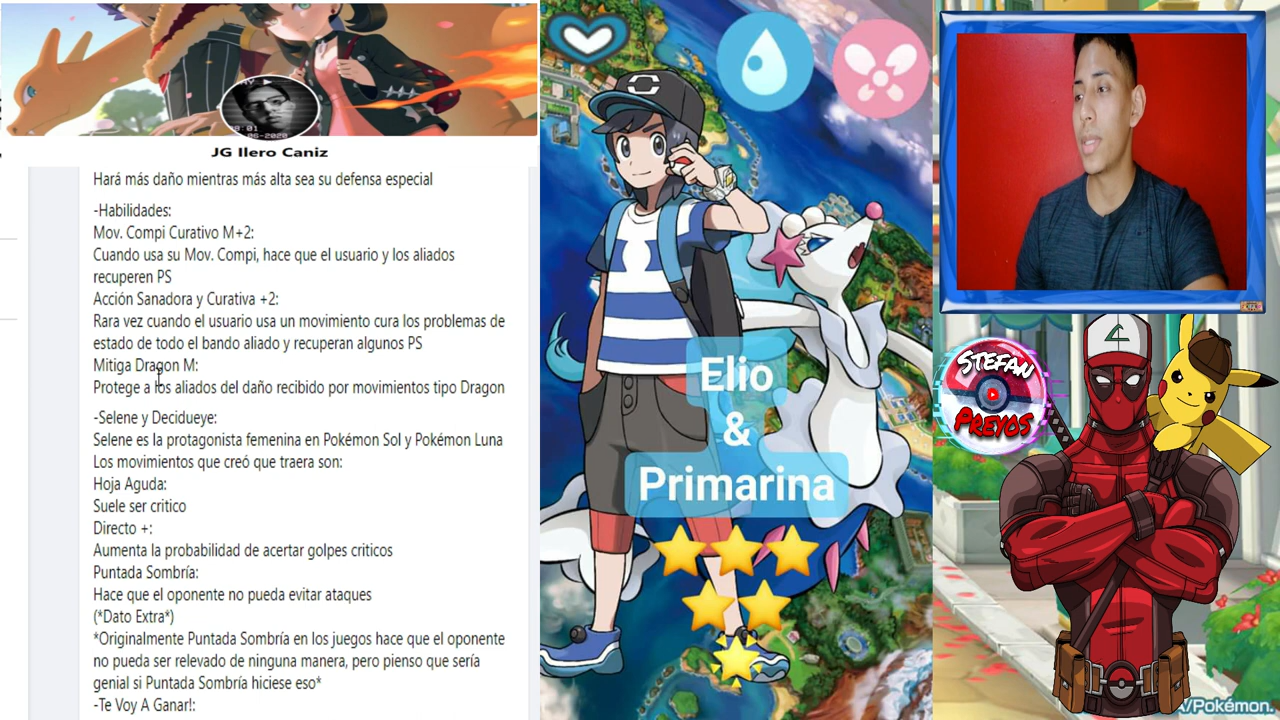 JG Ilero Caniz
Hará más daño mientras más alta sea su defensa especial
-Habilidades:
Mov. Compi Curativo M+2:
Cuando usa su Mov. Compi, hace que el usuario y los aliados
recuperen PS
Acción Sanadora y Curativa +2:
Rara vez cuando el usuario usa un movimiento cura los problemas de
estado de todo el bando aliado y recuperan algunos PS
Mitiga Dragon M:
Protege a los aliados del daño recibido por movimientos tipo Dragon
-Selene y Decidueye:
Selene es la protagonista femenina en Pokémon Sol y Pokémon Luna
Los movimientos que creó que traera son:
Hoja Aguda:
Suele ser critico
Directo +:
Aumenta la probabilidad de acertar golpes criticos
Puntada Sombría:
Hace que el oponente no pueda evitar ataques
(*Dato Extra*)
*Originalmente Puntada Sombría en los juegos hace que el oponente
no pueda ser relevado de ninguna manera, pero pienso que sería
genial si Puntada Sombría hiciese eso*
-Te Voy A Ganar!:
Elio
&
Primarina
STEFAN
PREYOS
/Pokémon.